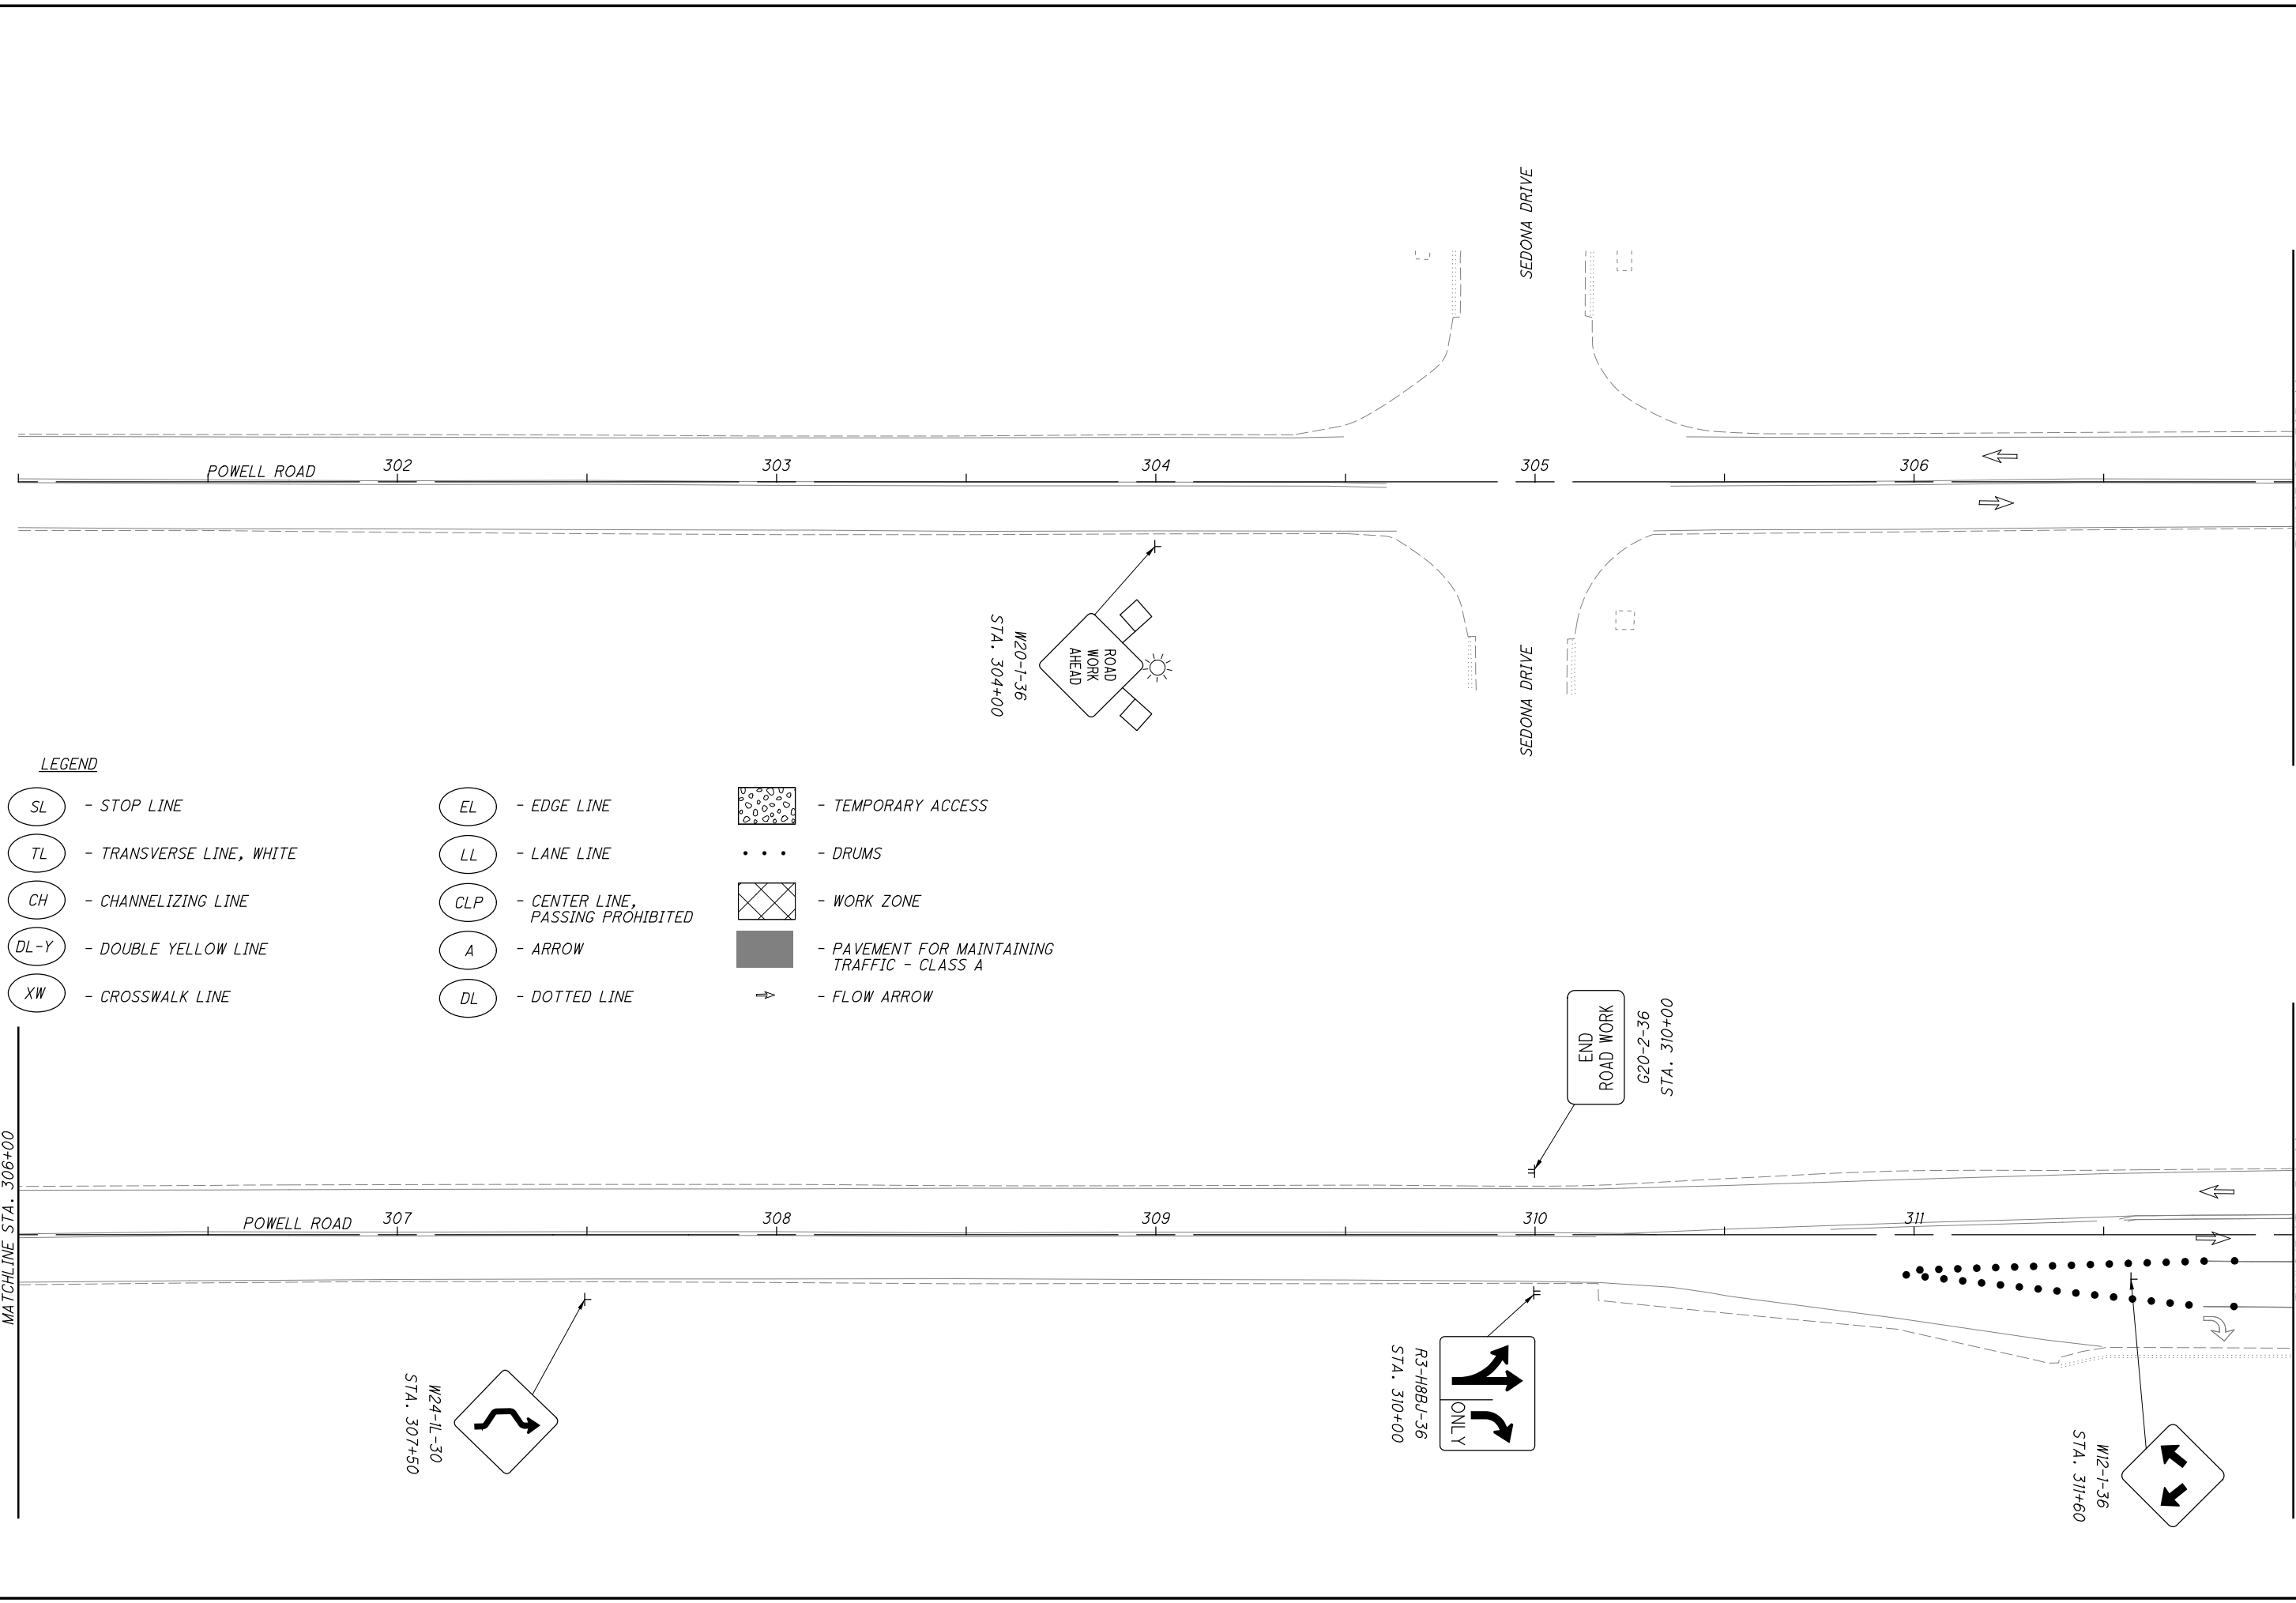 SEDONA DRIVE
POWELL ROAD
302
303
304
305
306
ROAD
WORK
AHEAD
W20-1-36
STA. 304+00
SEDONA DRIVE
LEGEND
SL - STOP LINE
TL - TRANSVERSE LINE, WHITE
CH - CHANNELIZING LINE
DL-Y - DOUBLE YELLOW LINE
XW - CROSSWALK LINE
EL - EDGE LINE
LL - LANE LINE
CLP - CENTER LINE,
PASSING PROHIBITED
A - ARROW
DL - DOTTED LINE
- TEMPORARY ACCESS
- DRUMS
- WORK ZONE
- PAVEMENT FOR MAINTAINING
TRAFFIC - CLASS A
- FLOW ARROW
END
ROAD WORK
G20-2-36
STA. 310+00
MATCHLINE STA. 306+00
POWELL ROAD
307
308
309
310
311
W24-1L-30
STA. 307+50
ONLY
R3-H8BJ-36
STA. 310+00
W12-1-36
STA. 311+60